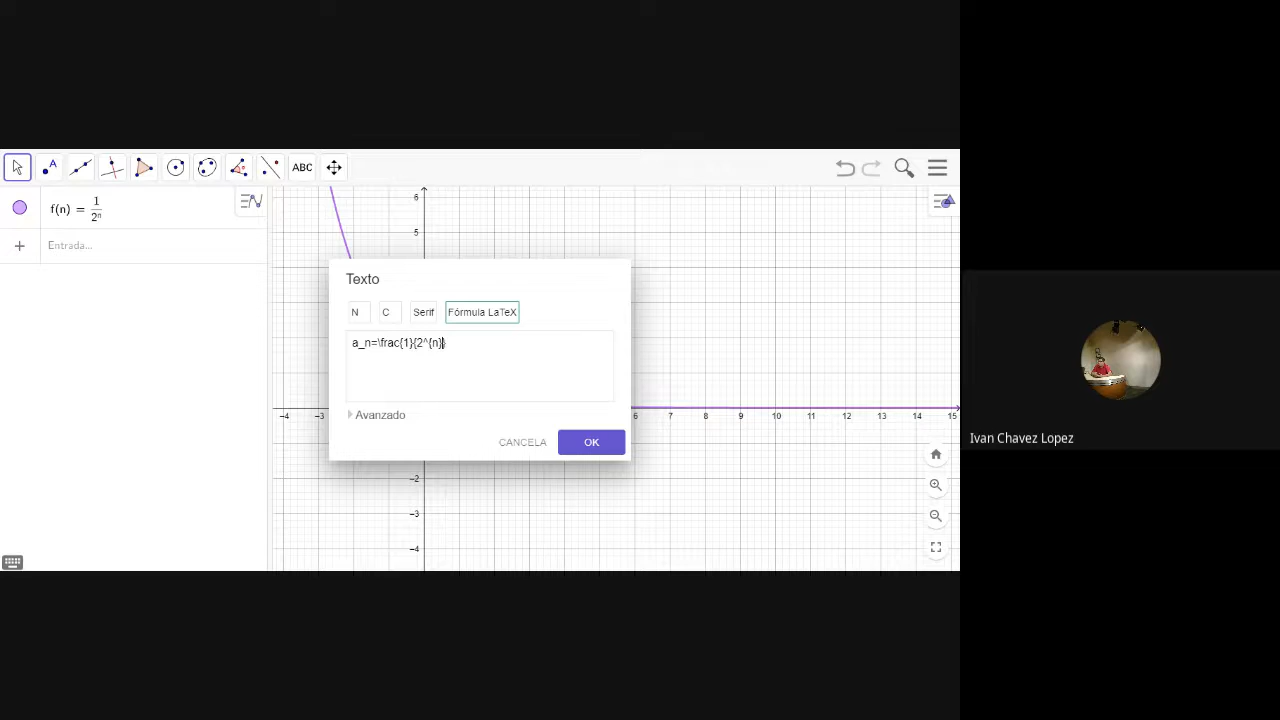 ABC
f(n) = 1/2ⁿ
Entrada...
6
5
Texto
N C Serif Fórmula LaTeX
a_n=\frac{1}{2^{n}}
Avanzado
CANCELA OK
−4 −3 6 7 8 9 10 11 12 13 14 15
−2
−3
−4
Ivan Chavez Lopez